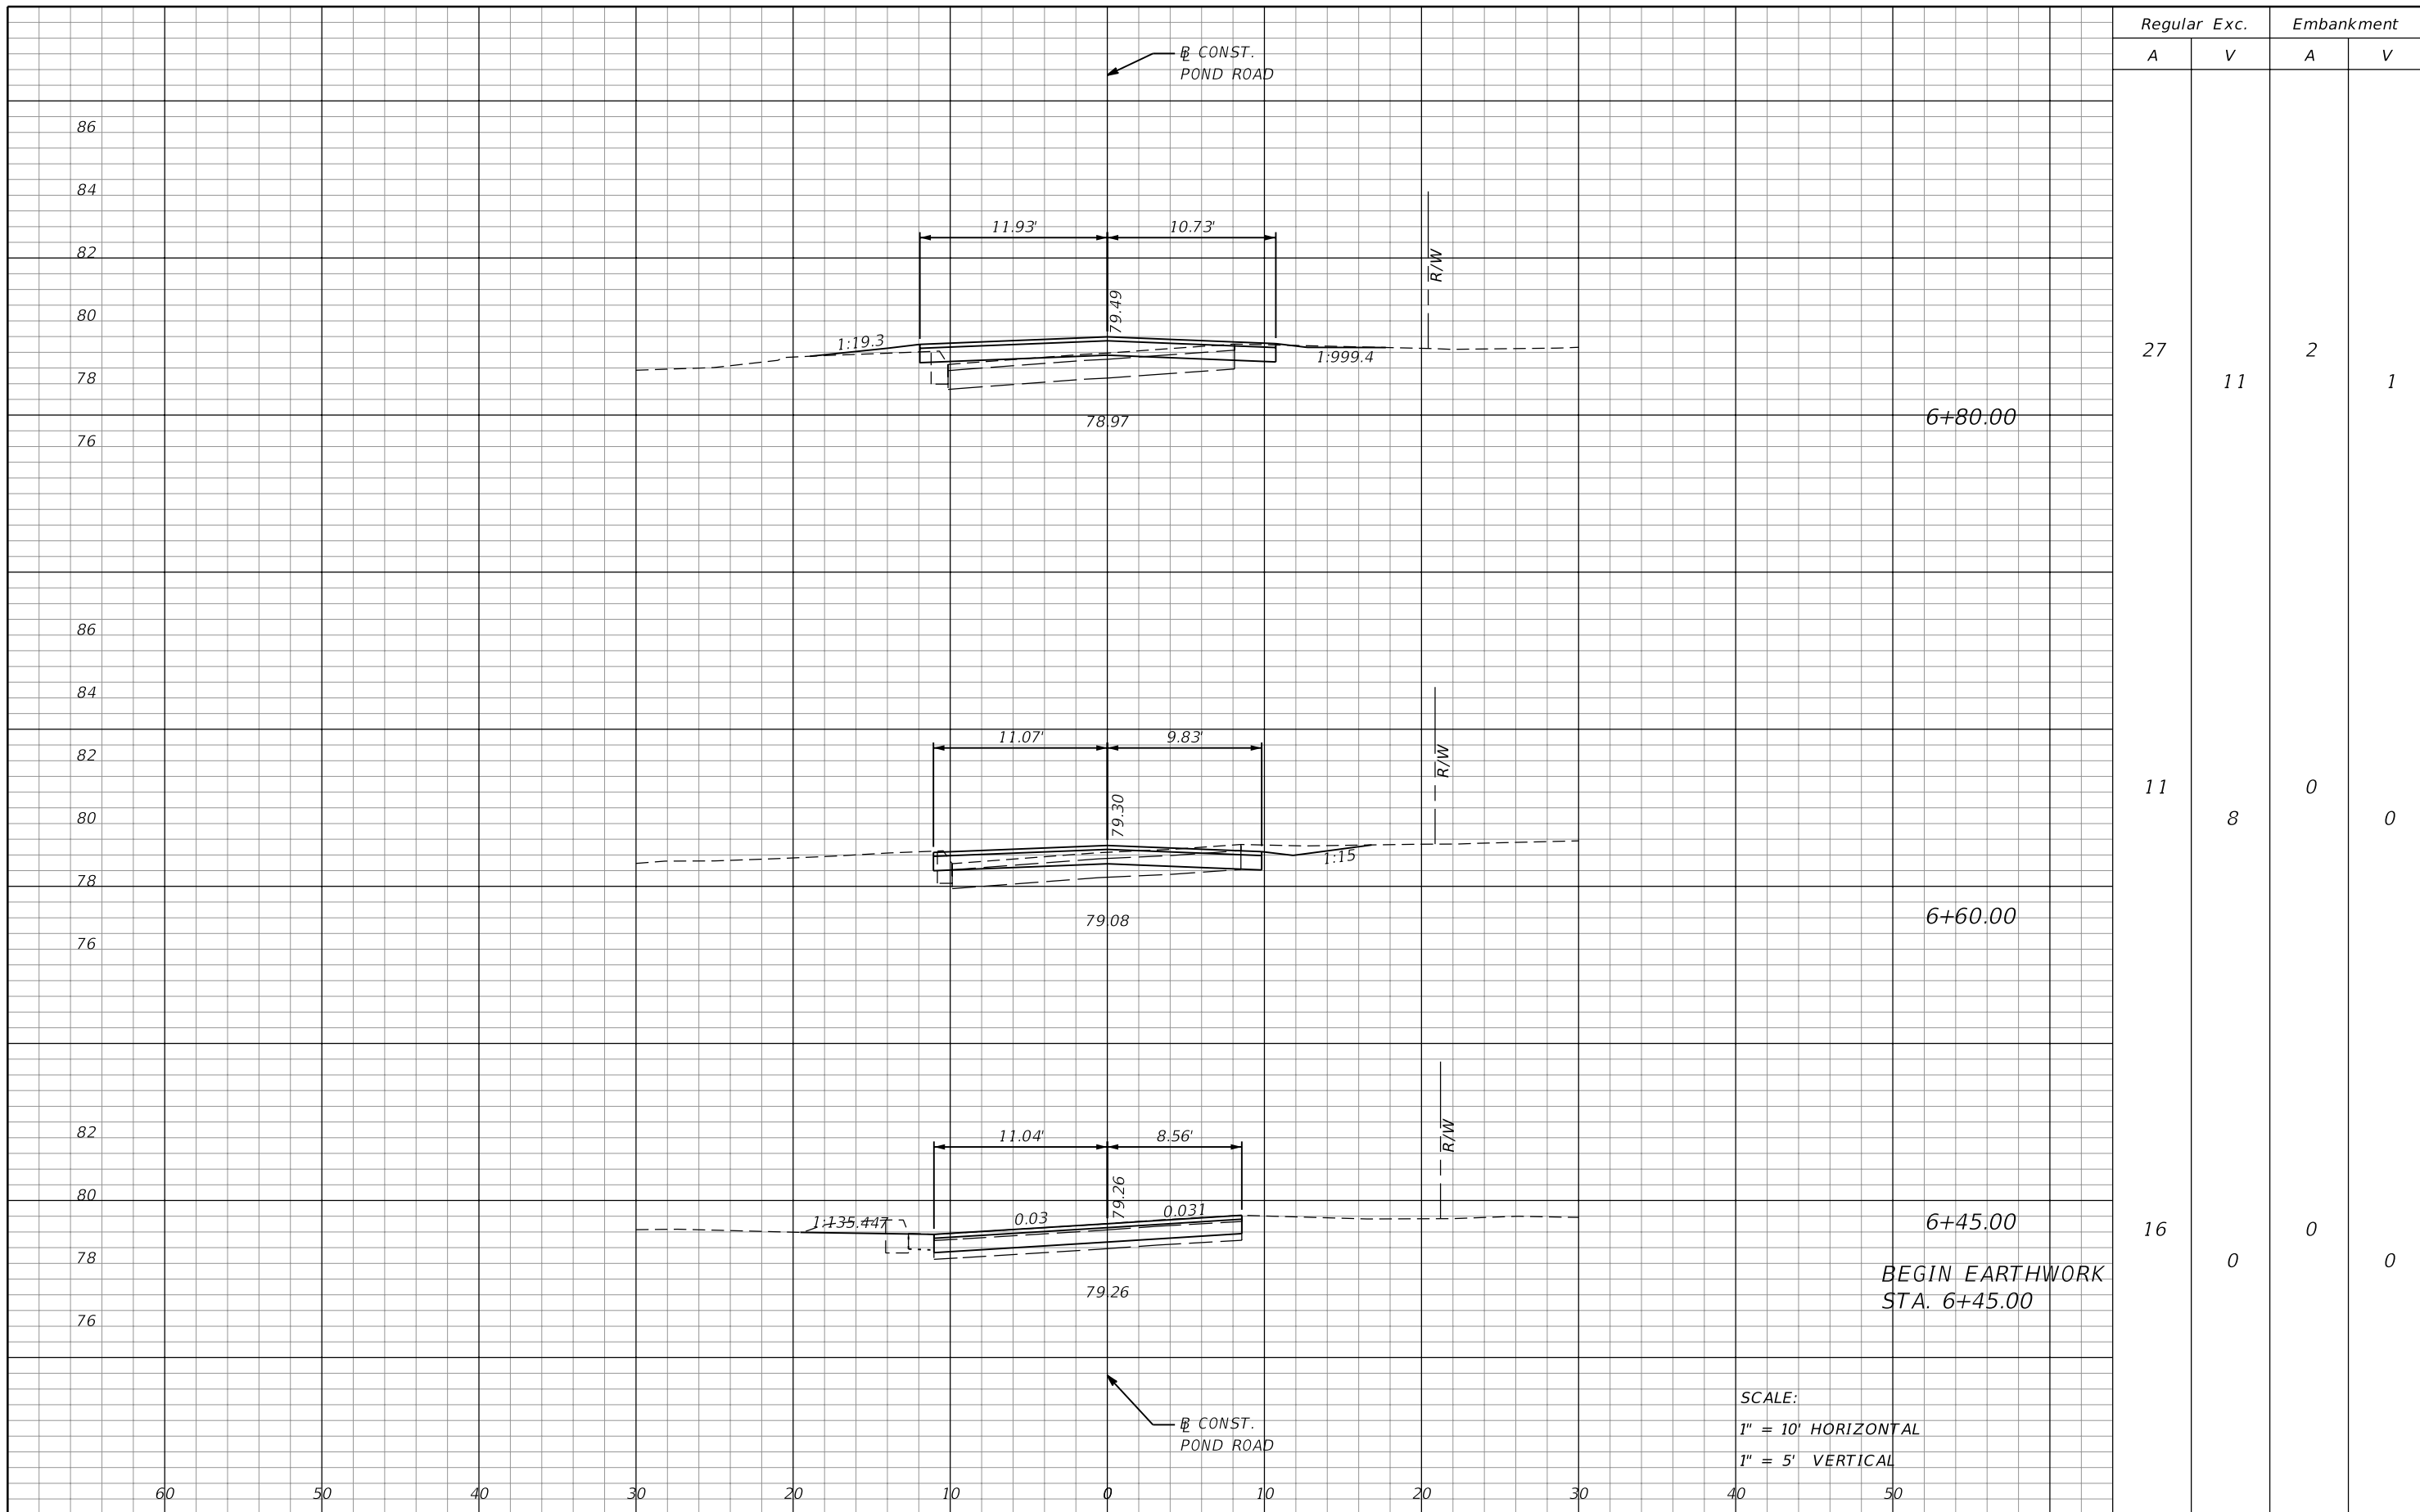 Regular Exc. Embankment
A V A V
BL CONST.
POND ROAD
86
84
82
80
78
76
11.93' 10.73'
79.49
R/W
1:19.3
1:999.4
78.97
6+80.00
27 2
11 1
86
84
82
80
78
76
11.07' 9.83'
79.30
R/W
1:15
79.08
6+60.00
11 0
8 0
82
80
78
76
11.04' 8.56'
79.26
R/W
1:135.447
0.03 0.031
79.26
6+45.00
16 0
0 0
BEGIN EARTHWORK
STA. 6+45.00
BL CONST.
POND ROAD
SCALE:
1" = 10' HORIZONTAL
1" = 5' VERTICAL
60 50 40 30 20 10 0 10 20 30 40 50